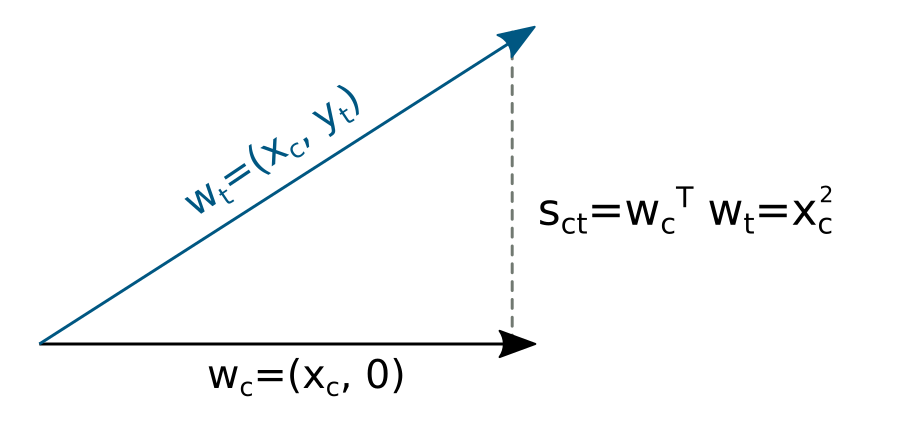 w_t=(x_c, y_t)
s_ct=w_c^T w_t=x_c^2
w_c=(x_c, 0)